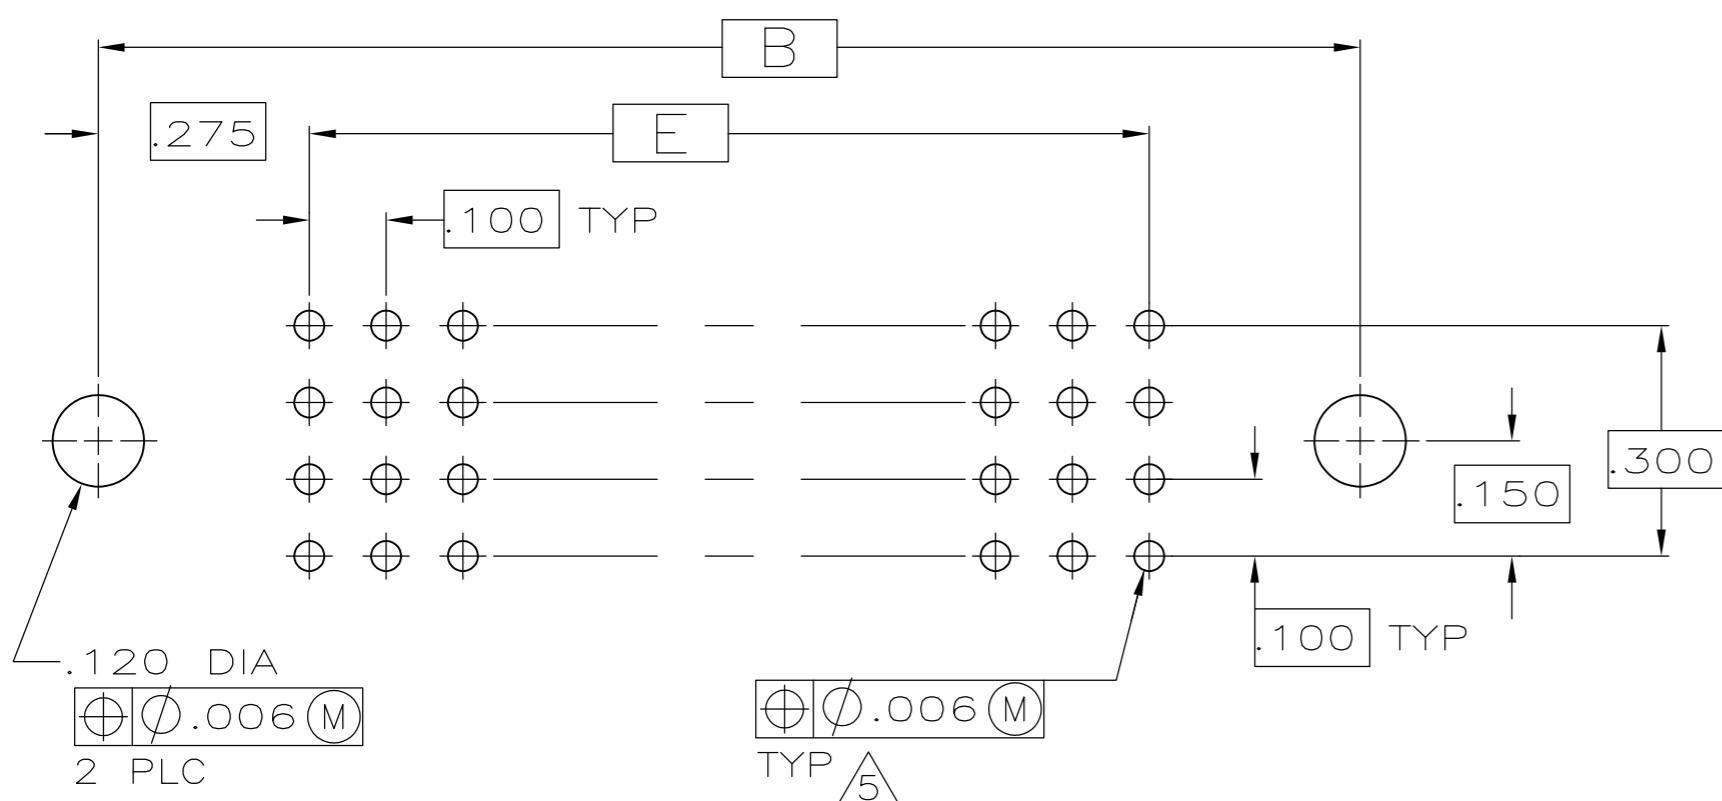 B
.275
E
.100 TYP
.300
.150
.100 TYP
.120 DIA
⌖ ⌀.006 Ⓜ
2 PLC
⌖ ⌀.006 Ⓜ
TYP 5